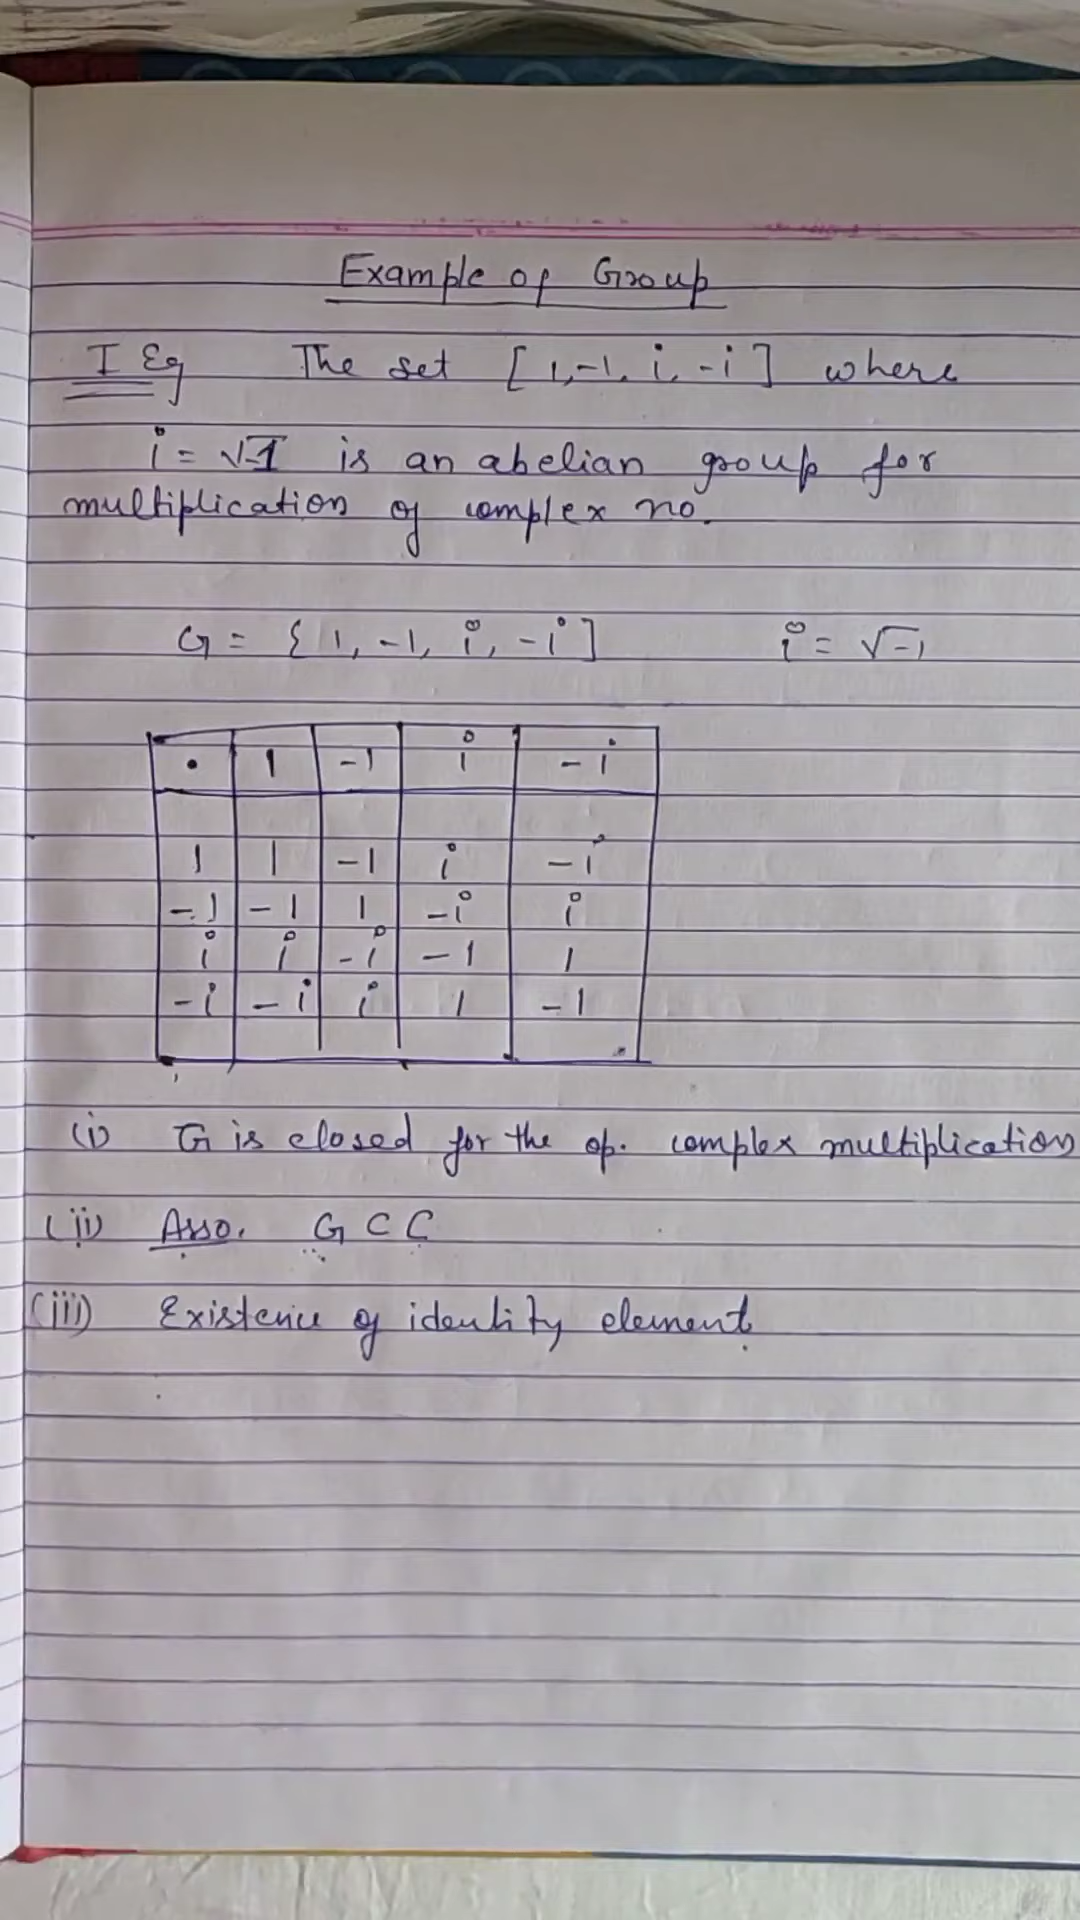 Example of Group
I Eg The set [1, -1, i, -i] where
i = √-1 is an abelian group for
multiplication of complex no.
G = {1, -1, i, -i] i = √-1
. 1 -1 i -i
1 1 -1 i -i
-1 -1 1 -i i
i i -i -1 1
-i -i i 1 -1
(i) G is closed for the op. complex multiplication
(ii) Asso. G ⊂ C
(iii) Existence of identity element